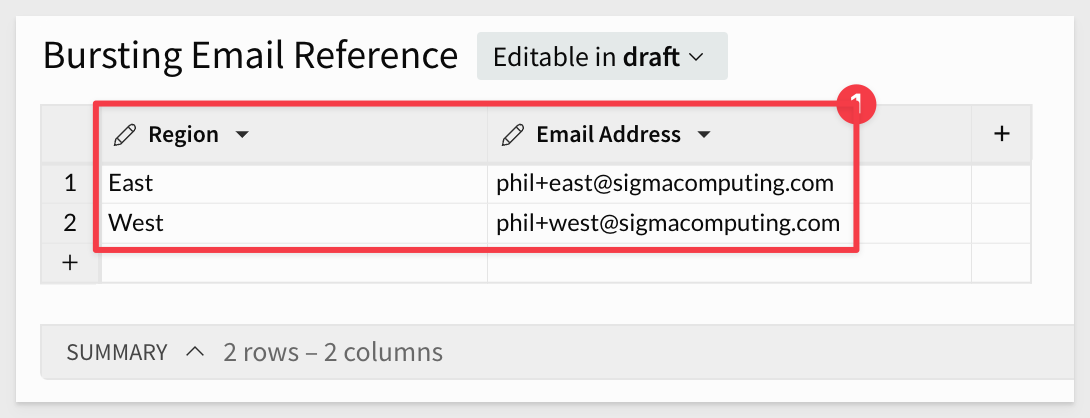 Bursting Email Reference Editable in draft
1
Region Email Address +
1 East phil+east@sigmacomputing.com
2 West phil+west@sigmacomputing.com
+
SUMMARY 2 rows – 2 columns